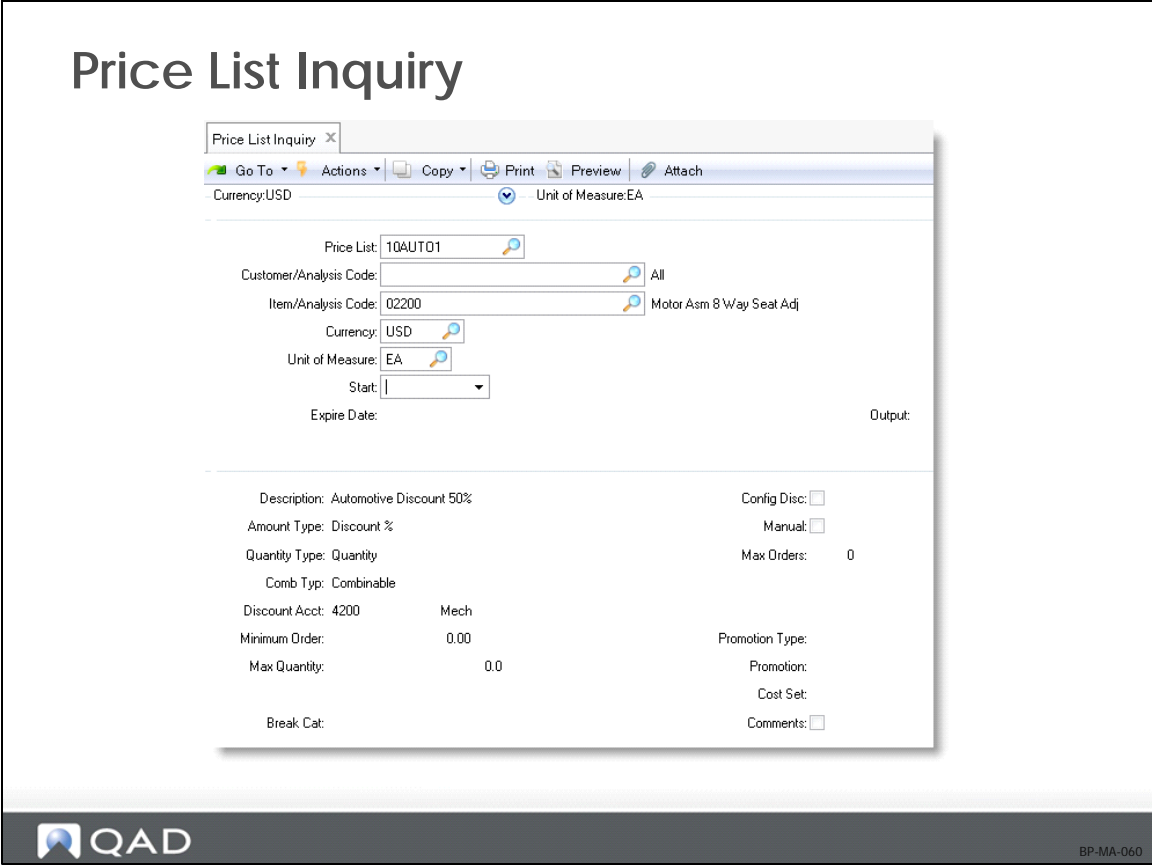 Price List Inquiry
Price List Inquiry
Go To Actions Copy Print Preview Attach
Currency:USD Unit of Measure:EA
Price List: 10AUTO1
Customer/Analysis Code: All
Item/Analysis Code: 02200 Motor Asm 8 Way Seat Adj
Currency: USD
Unit of Measure: EA
Start:
Expire Date: Output:
Description: Automotive Discount 50% Config Disc:
Amount Type: Discount % Manual:
Quantity Type: Quantity Max Orders: 0
Comb Typ: Combinable
Discount Acct: 4200 Mech
Minimum Order: 0.00 Promotion Type:
Max Quantity: 0.0 Promotion:
Cost Set:
Break Cat: Comments:
QAD
BP-MA-060